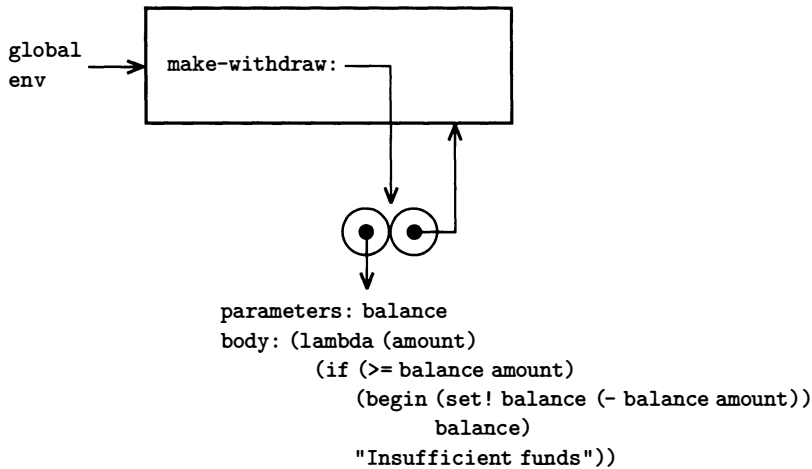 global
env
make-withdraw:
parameters: balance
body: (lambda (amount)
(if (>= balance amount)
(begin (set! balance (- balance amount))
balance)
"Insufficient funds"))